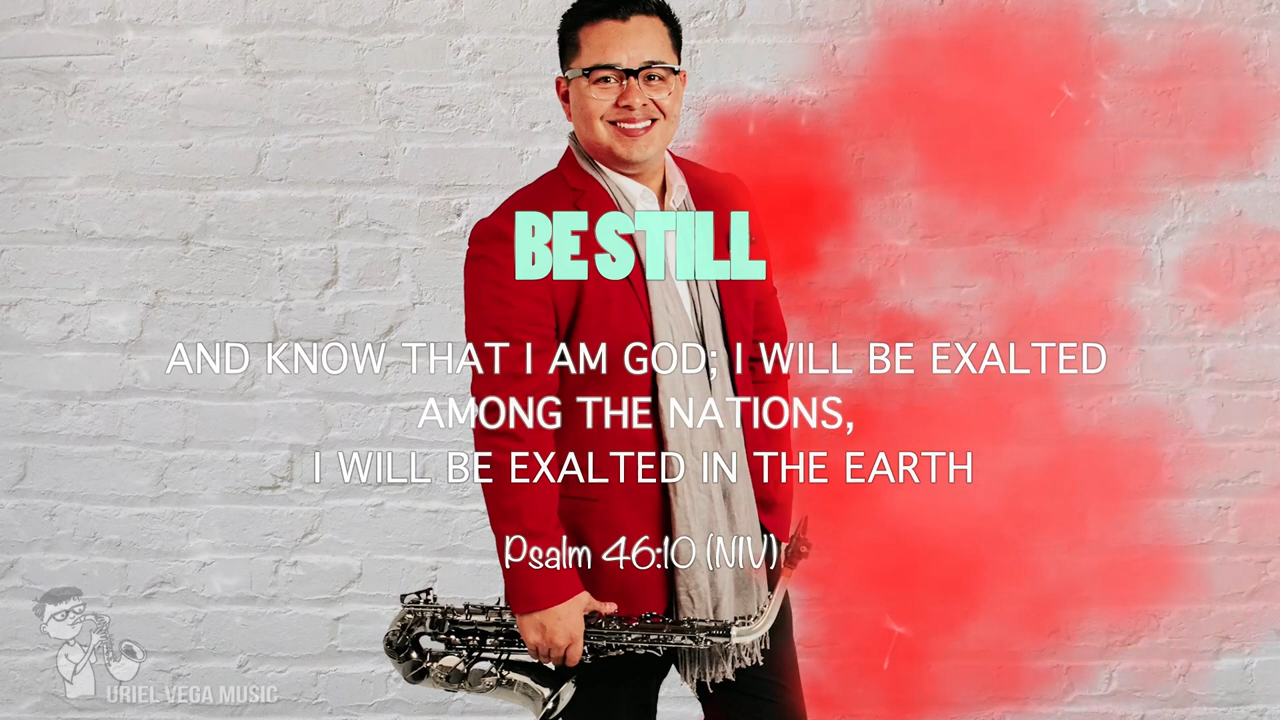 BE STILL
AND KNOW THAT I AM GOD; I WILL BE EXALTED
AMONG THE NATIONS,
I WILL BE EXALTED IN THE EARTH
Psalm 46:10 (NIV)
URIEL VEGA MUSIC